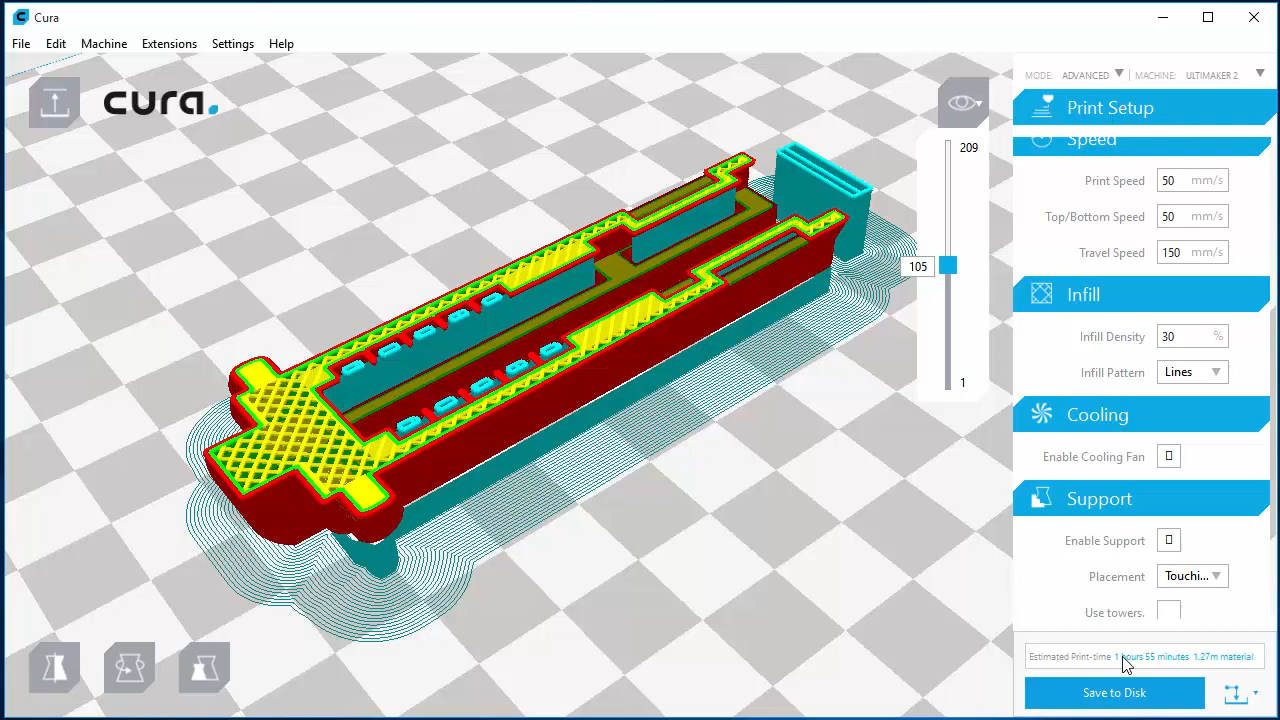 Cura
File Edit Machine Extensions Settings Help
cura.
MODE: ADVANCED MACHINE: ULTIMAKER 2
Print Setup
Speed
Print Speed 50 mm/s
Top/Bottom Speed 50 mm/s
Travel Speed 150 mm/s
Infill
Infill Density 30 %
Infill Pattern Lines
Cooling
Enable Cooling Fan
Support
Enable Support
Placement Touchi...
Use towers.
Estimated Print-time 1 hours 55 minutes 1.27m material
Save to Disk
209
105
1